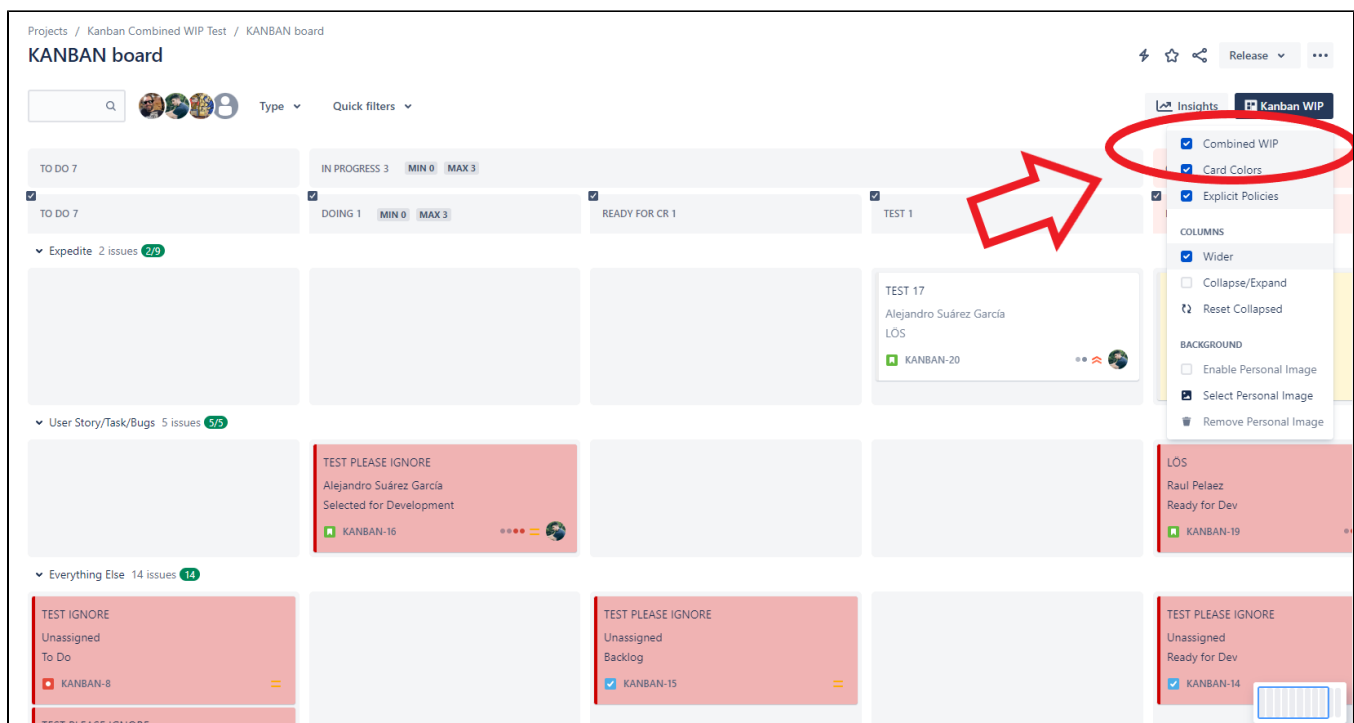 Projects / Kanban Combined WIP Test / KANBAN board
KANBAN board
Release
Type
Quick filters
Insights
Kanban WIP
Combined WIP
Card Colors
Explicit Policies
COLUMNS
Wider
Collapse/Expand
Reset Collapsed
BACKGROUND
Enable Personal Image
Select Personal Image
Remove Personal Image
TO DO 7
IN PROGRESS 3 MIN 0 MAX 3
TO DO 7
DOING 1 MIN 0 MAX 3
READY FOR CR 1
TEST 1
Expedite 2 issues 2/9
TEST 17
Alejandro Suárez García
LÖS
KANBAN-20
User Story/Task/Bugs 5 issues 5/5
TEST PLEASE IGNORE
Alejandro Suárez García
Selected for Development
KANBAN-16
LÖS
Raul Pelaez
Ready for Dev
KANBAN-19
Everything Else 14 issues 14
TEST IGNORE
Unassigned
To Do
KANBAN-8
TEST PLEASE IGNORE
Unassigned
Backlog
KANBAN-15
TEST PLEASE IGNORE
Unassigned
Ready for Dev
KANBAN-14
TEST PLEASE IGNORE